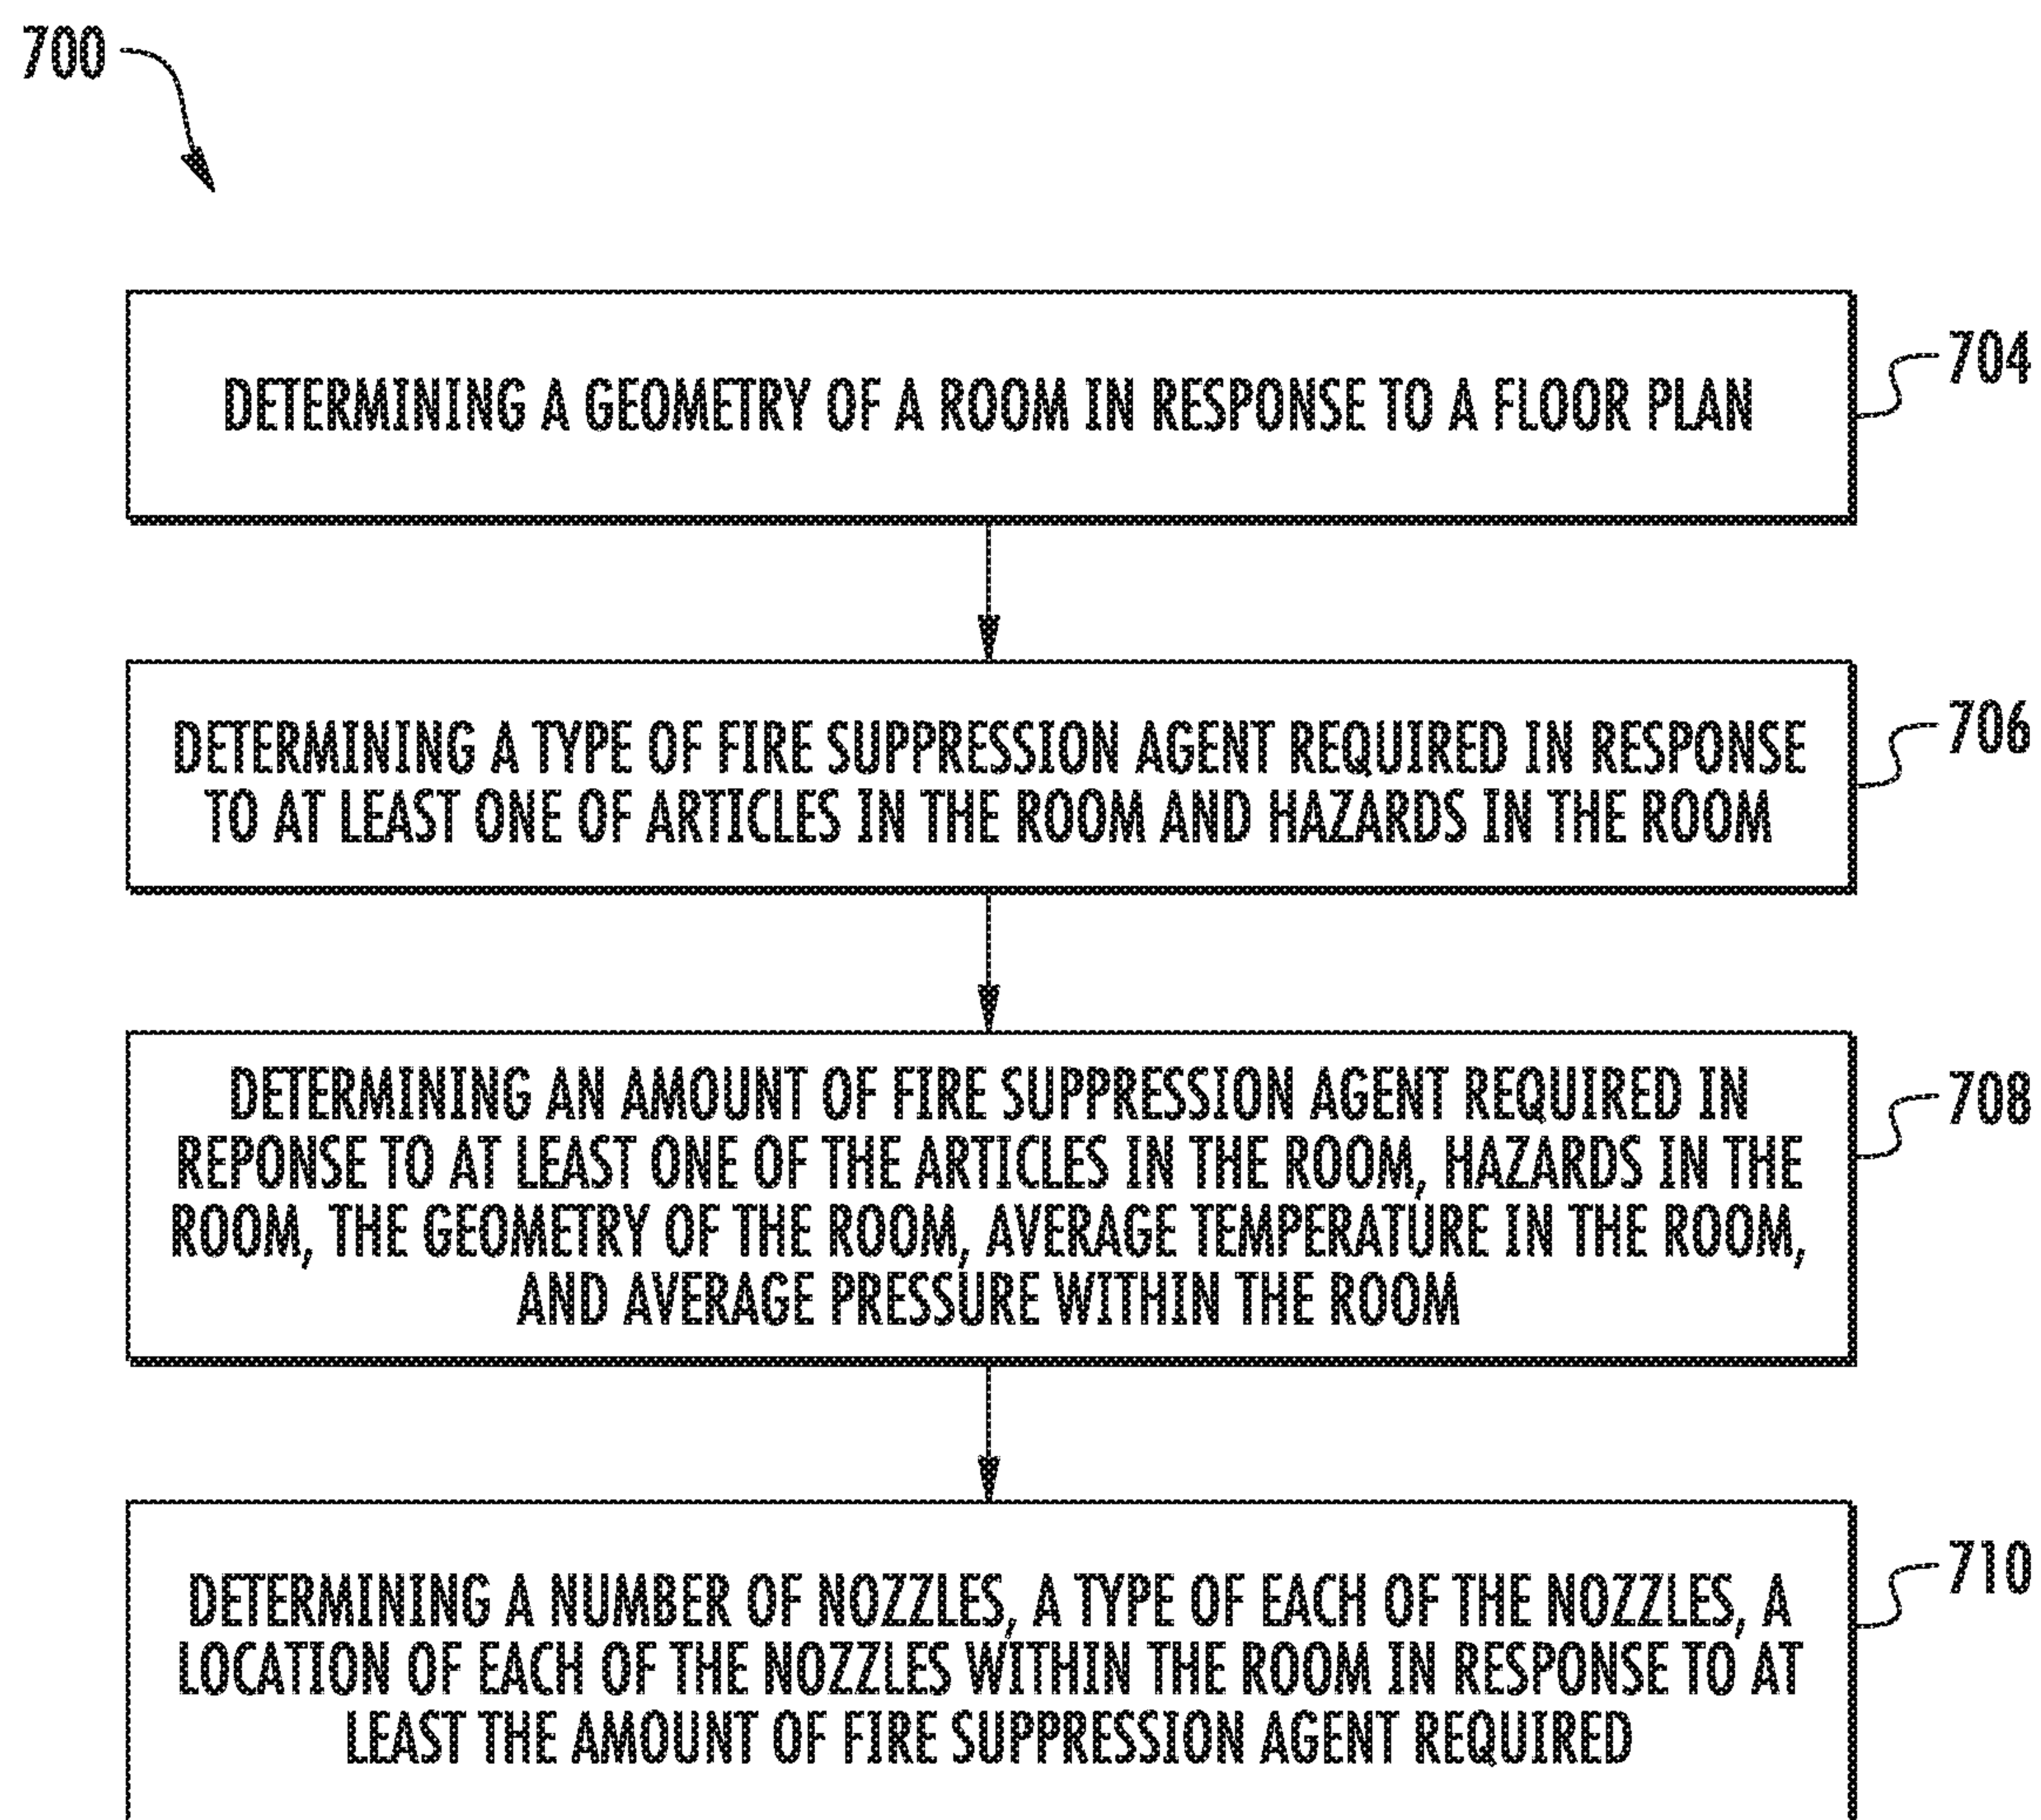 700
DETERMINING A GEOMETRY OF A ROOM IN RESPONSE TO A FLOOR PLAN
704
DETERMINING A TYPE OF FIRE SUPPRESSION AGENT REQUIRED IN RESPONSE
TO AT LEAST ONE OF ARTICLES IN THE ROOM AND HAZARDS IN THE ROOM
706
DETERMINING AN AMOUNT OF FIRE SUPPRESSION AGENT REQUIRED IN
REPONSE TO AT LEAST ONE OF THE ARTICLES IN THE ROOM, HAZARDS IN THE
ROOM, THE GEOMETRY OF THE ROOM, AVERAGE TEMPERATURE IN THE ROOM,
AND AVERAGE PRESSURE WITHIN THE ROOM
708
DETERMINING A NUMBER OF NOZZLES, A TYPE OF EACH OF THE NOZZLES, A
LOCATION OF EACH OF THE NOZZLES WITHIN THE ROOM IN RESPONSE TO AT
LEAST THE AMOUNT OF FIRE SUPPRESSION AGENT REQUIRED
710